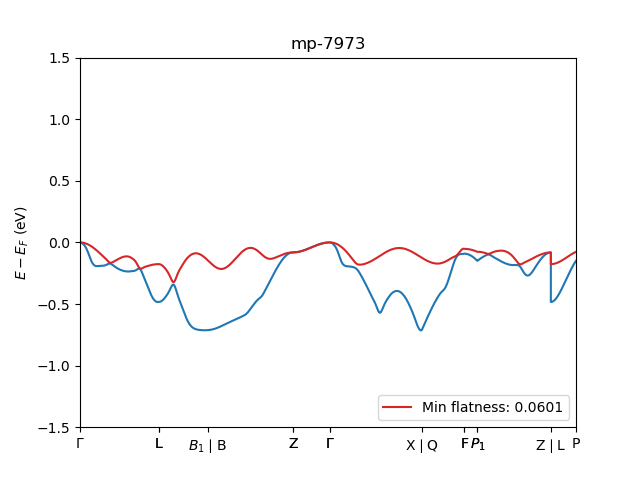 mp-7973
E − E_F (eV)
1.5
1.0
0.5
0.0
−0.5
−1.0
−1.5
Min flatness: 0.0601
Γ L B₁ | B Z Γ X | Q F P₁ Z | L P